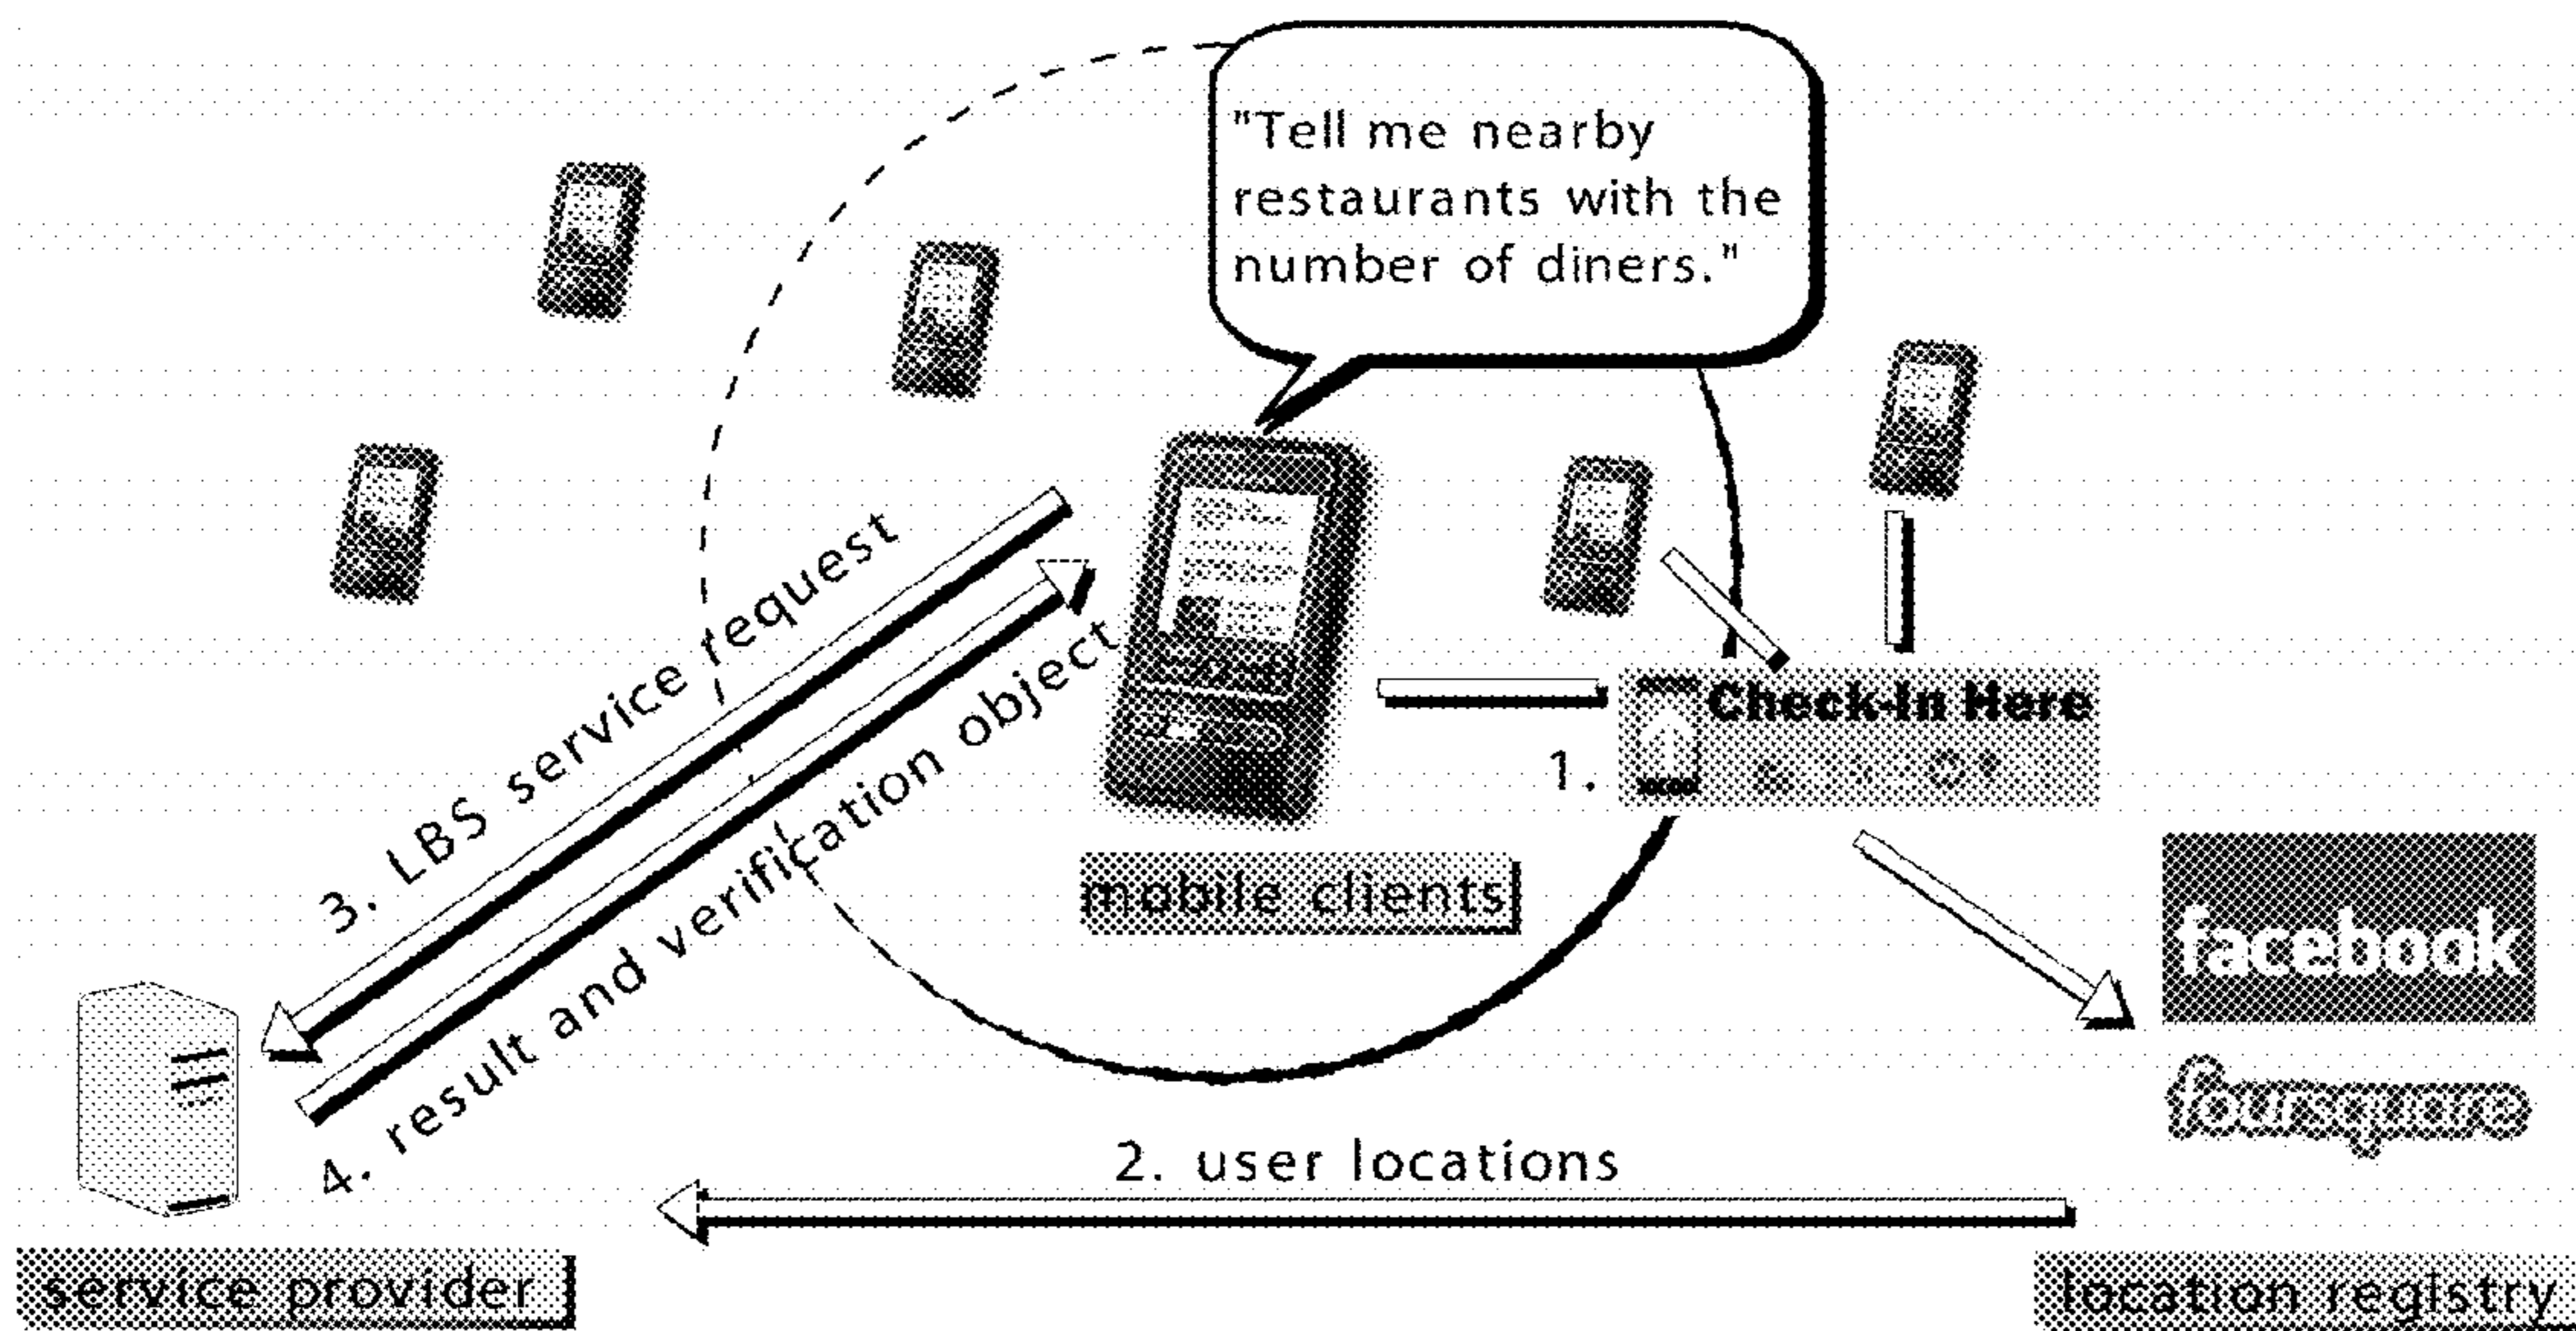 "Tell me nearby
restaurants with the
number of diners."
3. LBS service request
4. result and verification object
1.
Check-In Here
mobile clients
facebook
foursquare
2. user locations
service provider
location registry